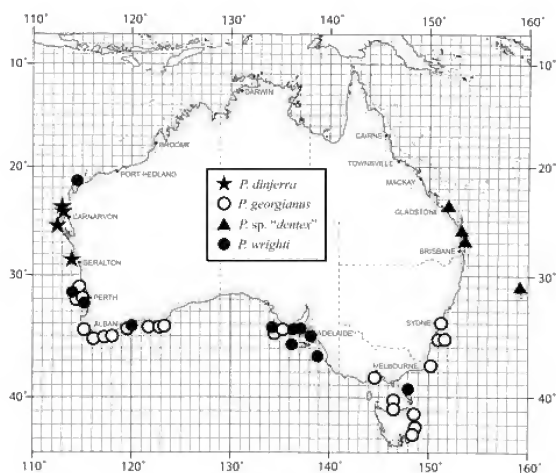 110° 120° 130° 140° 150° 160°
10° 10°
DARWIN
CAIRNS
BROOME
TOWNSVILLE
PORT HEDLAND
MACKAY
20° 20°
P. dinjerra
P. georgianus
P. sp. "dentex"
P. wrighti
GLADSTONE
CARNARVON
BRISBANE
GERALTON
30° 30°
PERTH
SYDNE
ALBAN
ADELAIDE
MELBOURNE
40° 40°
110° 120° 130° 140° 150° 160°